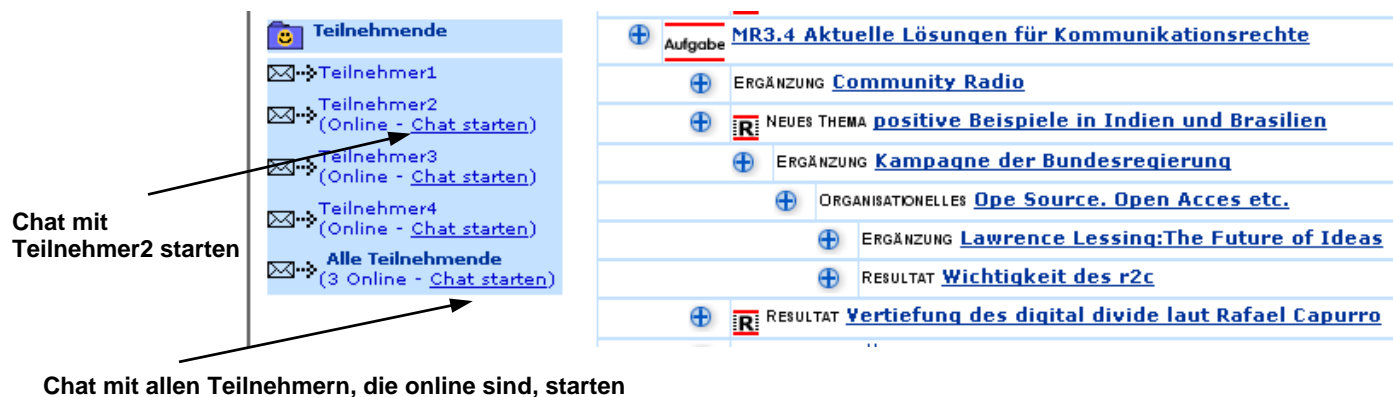 Teilnehmende
Teilnehmer1
Teilnehmer2
(Online - Chat starten)
Teilnehmer3
(Online - Chat starten)
Teilnehmer4
(Online - Chat starten)
Alle Teilnehmende
(3 Online - Chat starten)
Chat mit
Teilnehmer2 starten
Aufgabe MR3.4 Aktuelle Lösungen für Kommunikationsrechte
ERGÄNZUNG Community Radio
R NEUES THEMA positive Beispiele in Indien und Brasilien
ERGÄNZUNG Kampagne der Bundesregierung
ORGANISATIONELLES Ope Source. Open Acces etc.
ERGÄNZUNG Lawrence Lessing:The Future of Ideas
RESULTAT Wichtigkeit des r2c
R RESULTAT Vertiefung des digital divide laut Rafael Capurro
Chat mit allen Teilnehmern, die online sind, starten